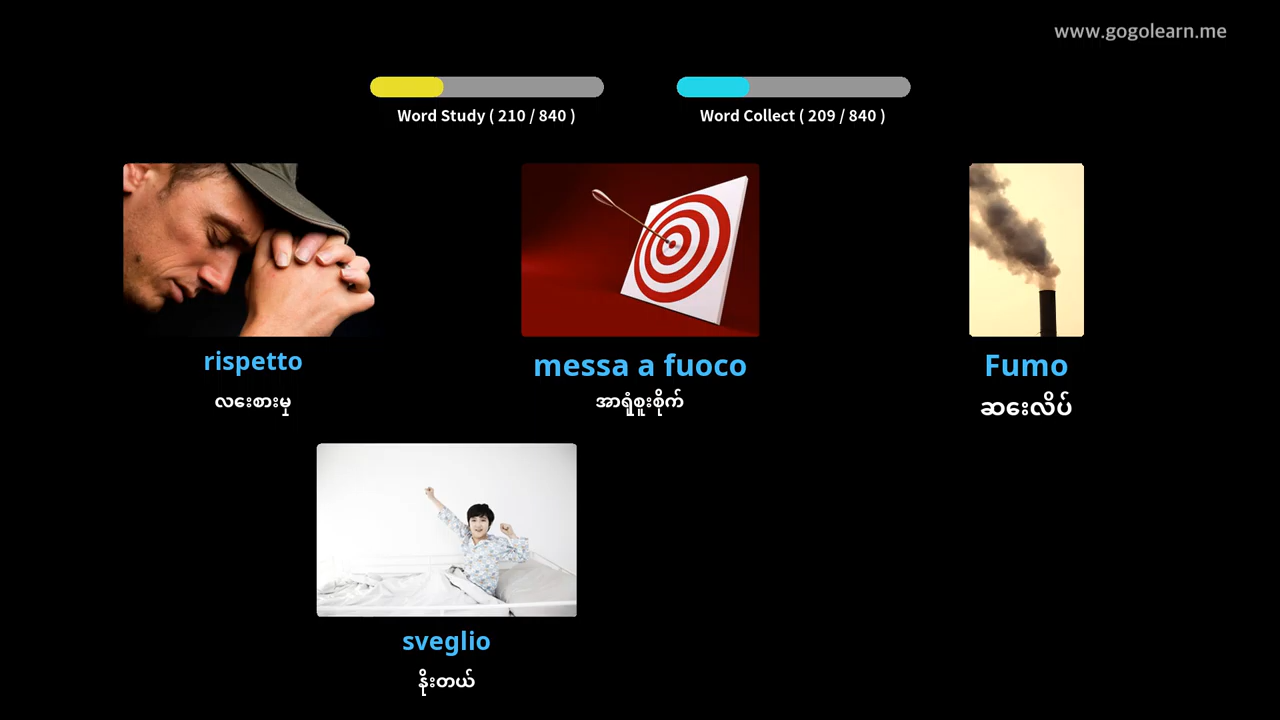 www.gogolearn.me
Word Study ( 210 / 840 )
Word Collect ( 209 / 840 )
rispetto
လေးစားမှု
messa a fuoco
အာရုံစူးစိုက်
Fumo
ဆေးလိပ်
sveglio
နိုးတယ်